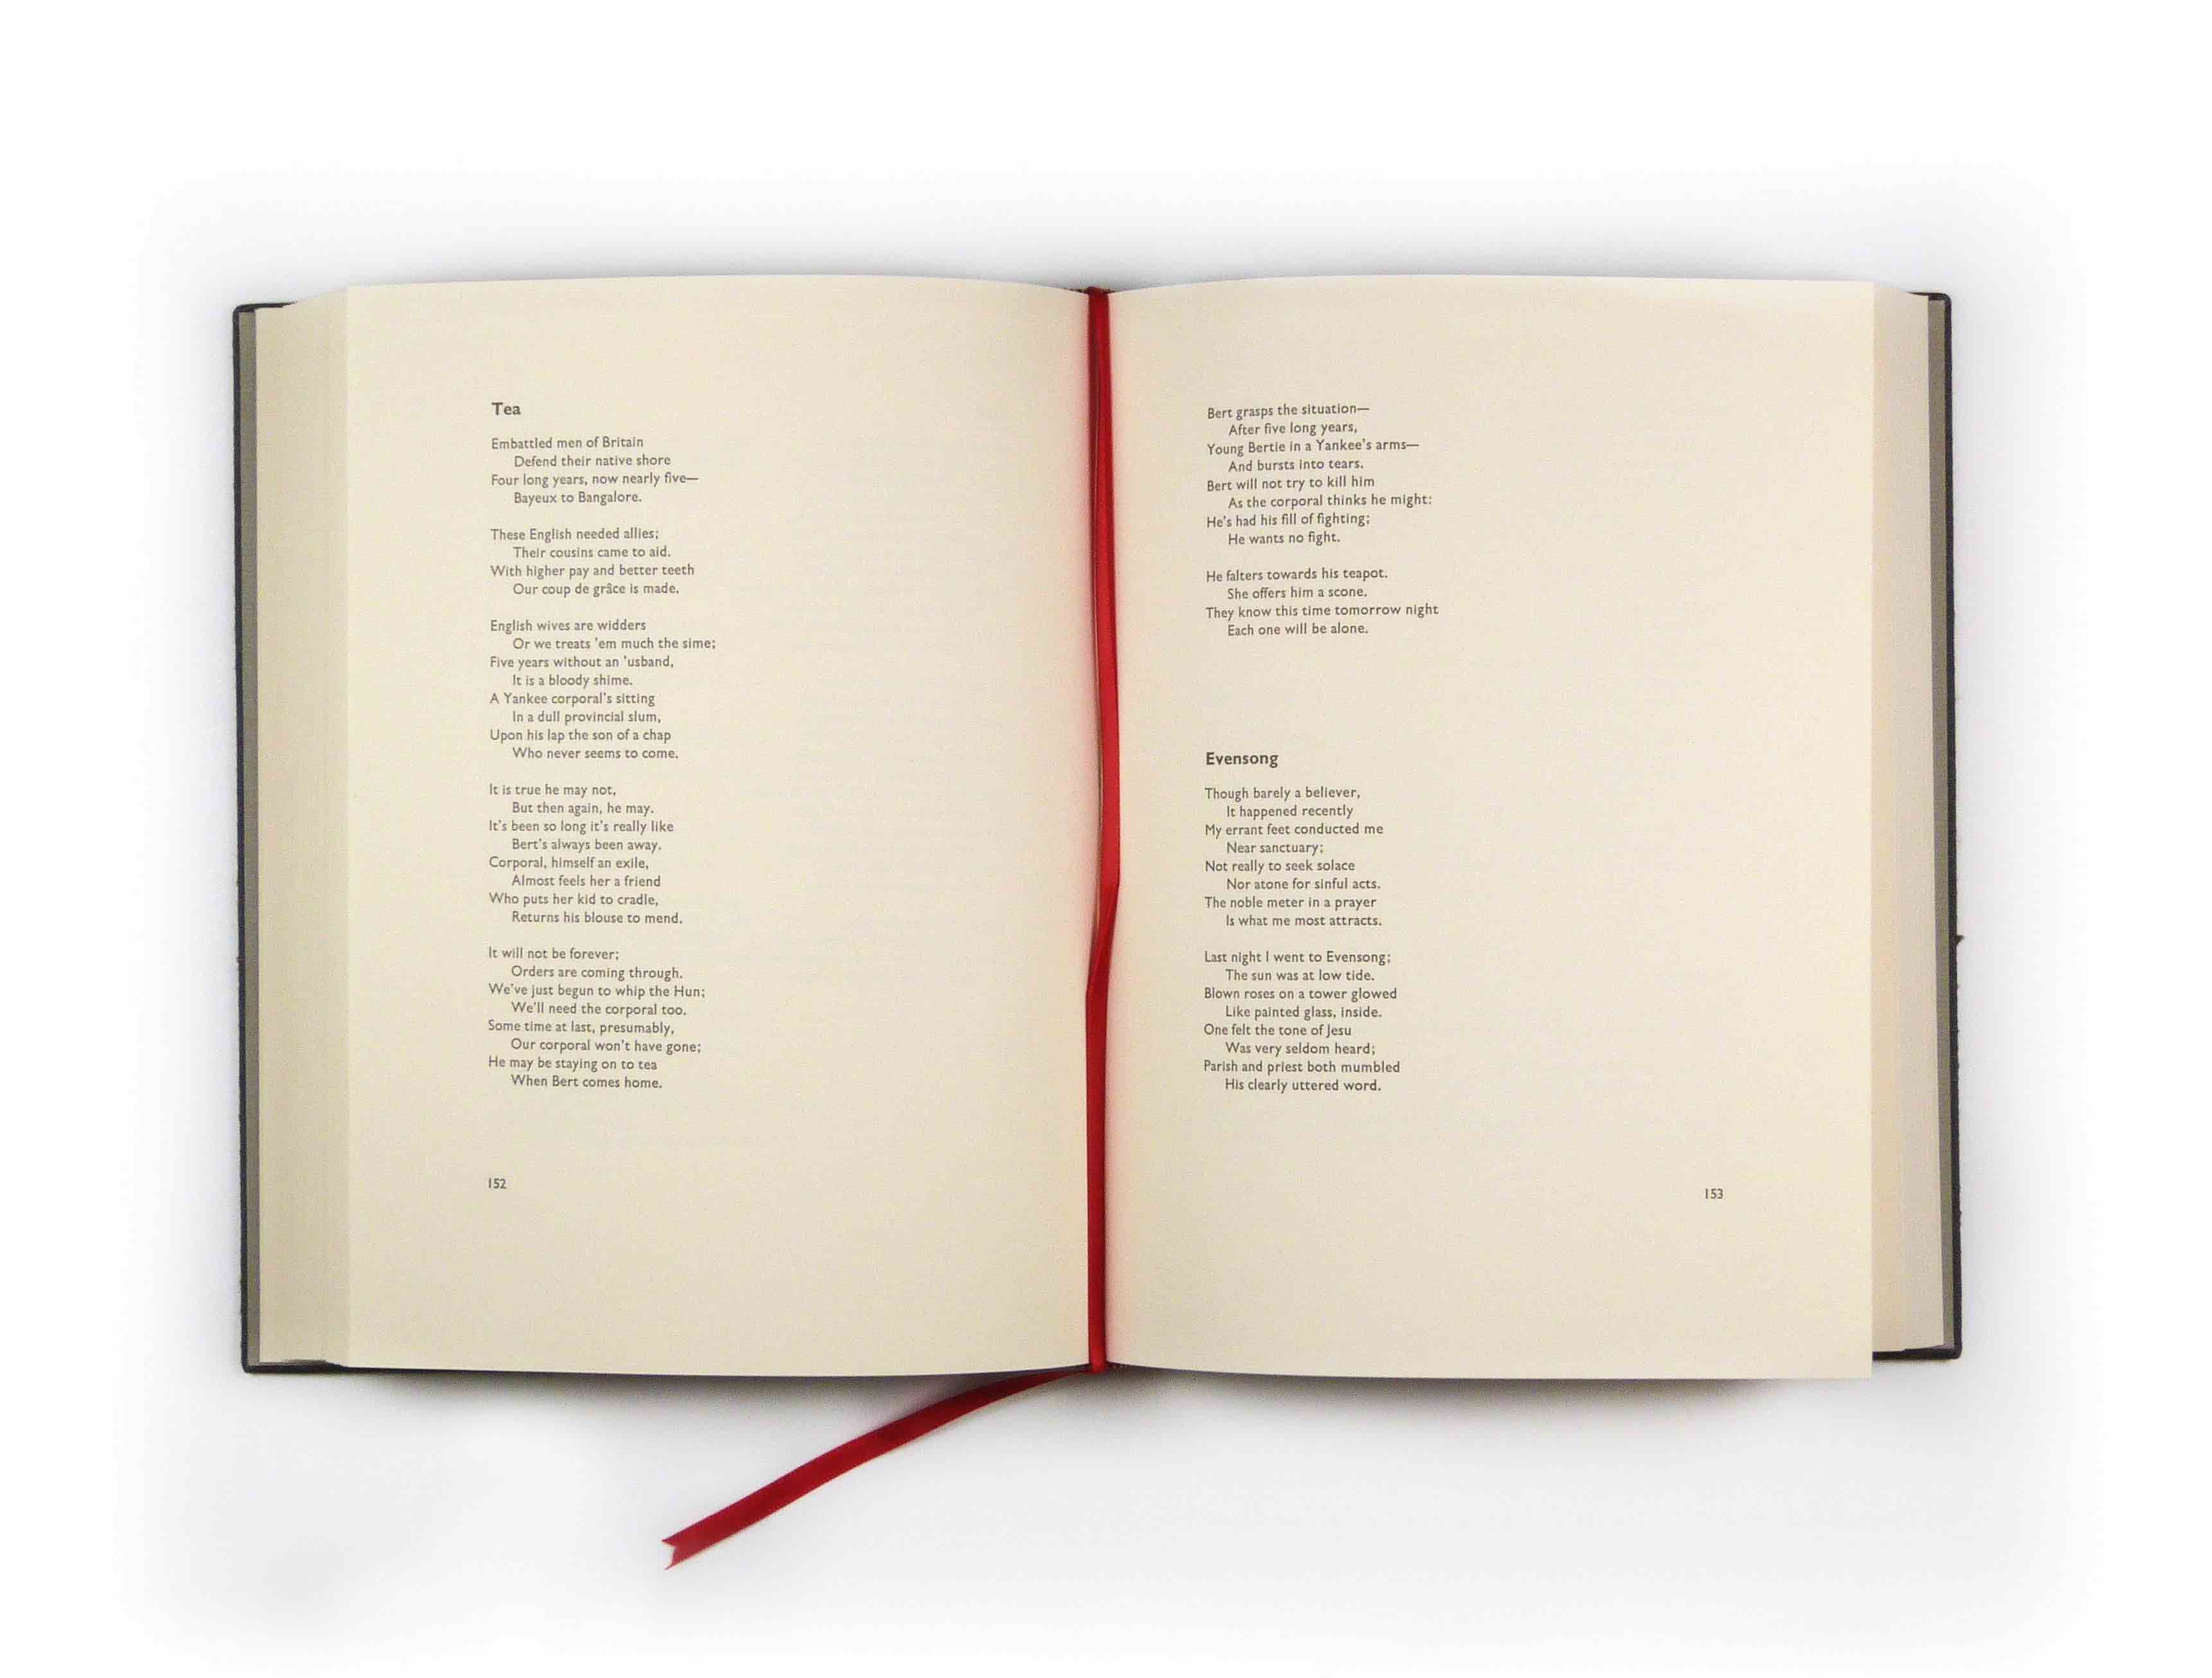 Tea
Embattled men of Britain
Defend their native shore
Four long years, now nearly five—
Bayeux to Bangalore.
These English needed allies;
Their cousins came to aid.
With higher pay and better teeth
Our coup de grâce is made.
English wives are widders
Or we treats 'em much the sime;
Five years without an 'usband,
It is a bloody shime.
A Yankee corporal's sitting
In a dull provincial slum,
Upon his lap the son of a chap
Who never seems to come.
It is true he may not,
But then again, he may.
It's been so long it's really like
Bert's always been away.
Corporal, himself an exile,
Almost feels her a friend
Who puts her kid to cradle,
Returns his blouse to mend.
It will not be forever;
Orders are coming through.
We've just begun to whip the Hun;
We'll need the corporal too.
Some time at last, presumably,
Our corporal won't have gone;
He may be staying on to tea
When Bert comes home.
152
Bert grasps the situation—
After five long years,
Young Bertie in a Yankee's arms—
And bursts into tears.
Bert will not try to kill him
As the corporal thinks he might:
He's had his fill of fighting;
He wants no fight.
He falters towards his teapot.
She offers him a scone.
They know this time tomorrow night
Each one will be alone.
Evensong
Though barely a believer,
It happened recently
My errant feet conducted me
Near sanctuary;
Not really to seek solace
Nor atone for sinful acts.
The noble meter in a prayer
Is what me most attracts.
Last night I went to Evensong;
The sun was at low tide.
Blown roses on a tower glowed
Like painted glass, inside.
One felt the tone of Jesu
Was very seldom heard;
Parish and priest both mumbled
His clearly uttered word.
153